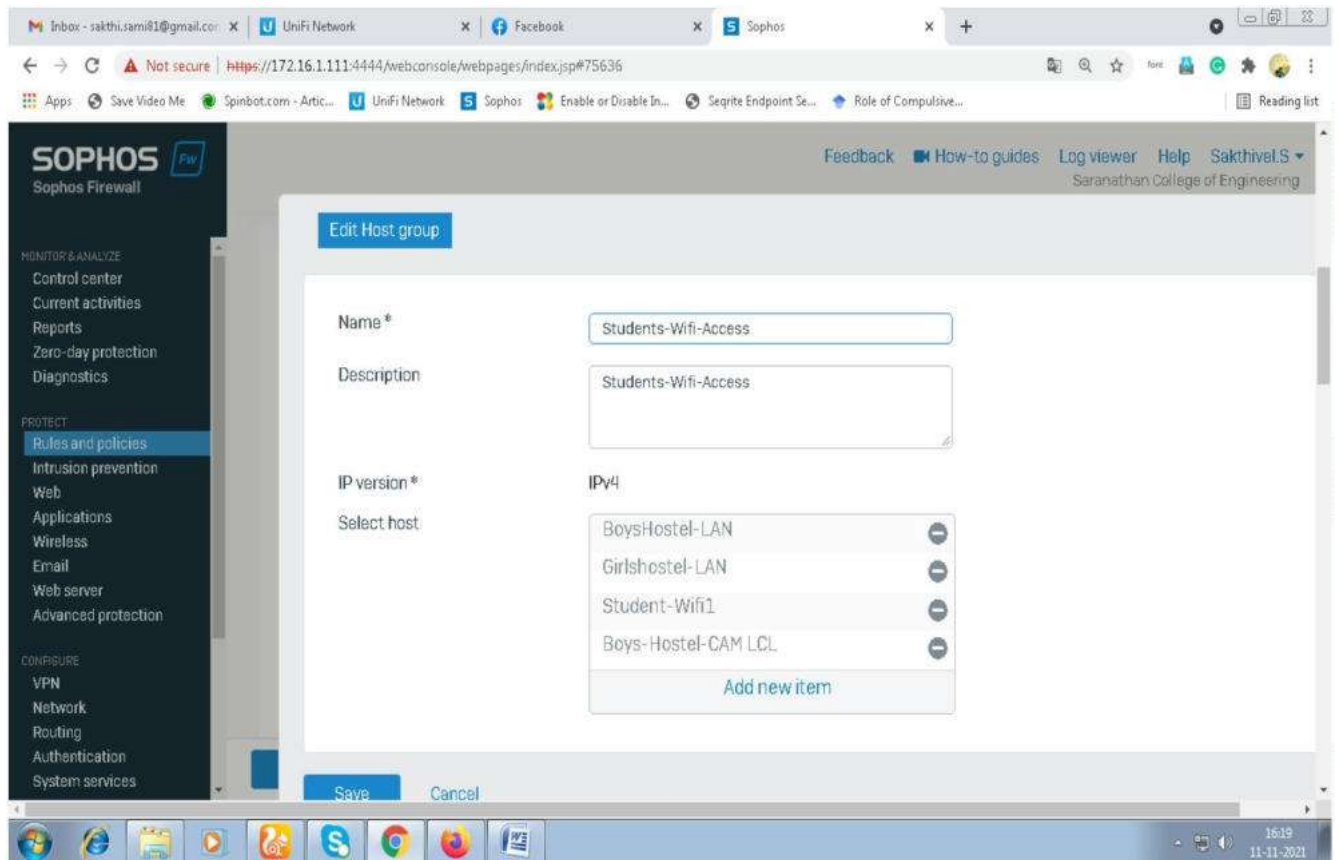 Inbox - sakthi.sami81@gmail.com
UniFi Network
Facebook
Sophos
Not secure | https://172.16.1.111:4444/webconsole/webpages/index.jsp#75636
Apps Save Video Me Spinbot.com - Artic... UniFi Network Sophos Enable or Disable In... Seqrite Endpoint Se... Role of Compulsive... Reading list
SOPHOS Fw
Sophos Firewall
Feedback How-to guides Log viewer Help Sakthivel.S
Saranathan College of Engineering
MONITOR & ANALYZE
Control center
Current activities
Reports
Zero-day protection
Diagnostics
PROTECT
Rules and policies
Intrusion prevention
Web
Applications
Wireless
Email
Web server
Advanced protection
CONFIGURE
VPN
Network
Routing
Authentication
System services
Edit Host group
Name * Students-Wifi-Access
Description Students-Wifi-Access
IP version * IPv4
Select host BoysHostel-LAN
Girlshostel-LAN
Student-Wifi1
Boys-Hostel-CAM LCL
Add new item
Save Cancel
16:19
11-11-2021